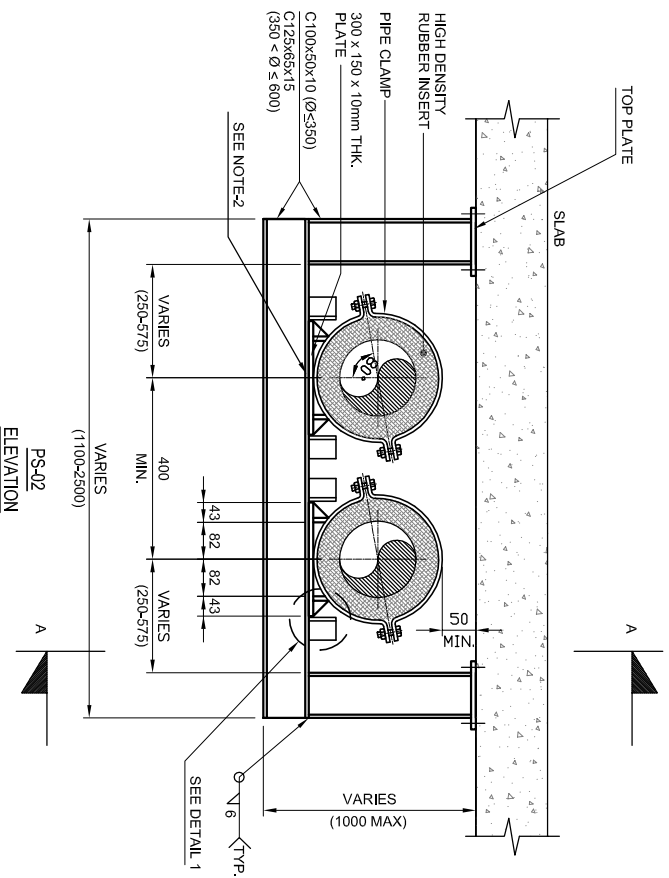 TOP PLATE
SLAB
HIGH DENSITY
RUBBER INSERT
PIPE CLAMP
300 x 150 x 10mm THK.
PLATE
C100x50x10 (Ø≤350)
C125x65x15
(350 < Ø ≤ 600)
SEE NOTE-2
80°
50
MIN.
A
A
VARIES
(250-575)
400
MIN.
43
82
82
43
VARIES
(250-575)
VARIES
(1100-2500)
VARIES
(1000 MAX)
6
TYP.
SEE DETAIL 1
PS-02
ELEVATION